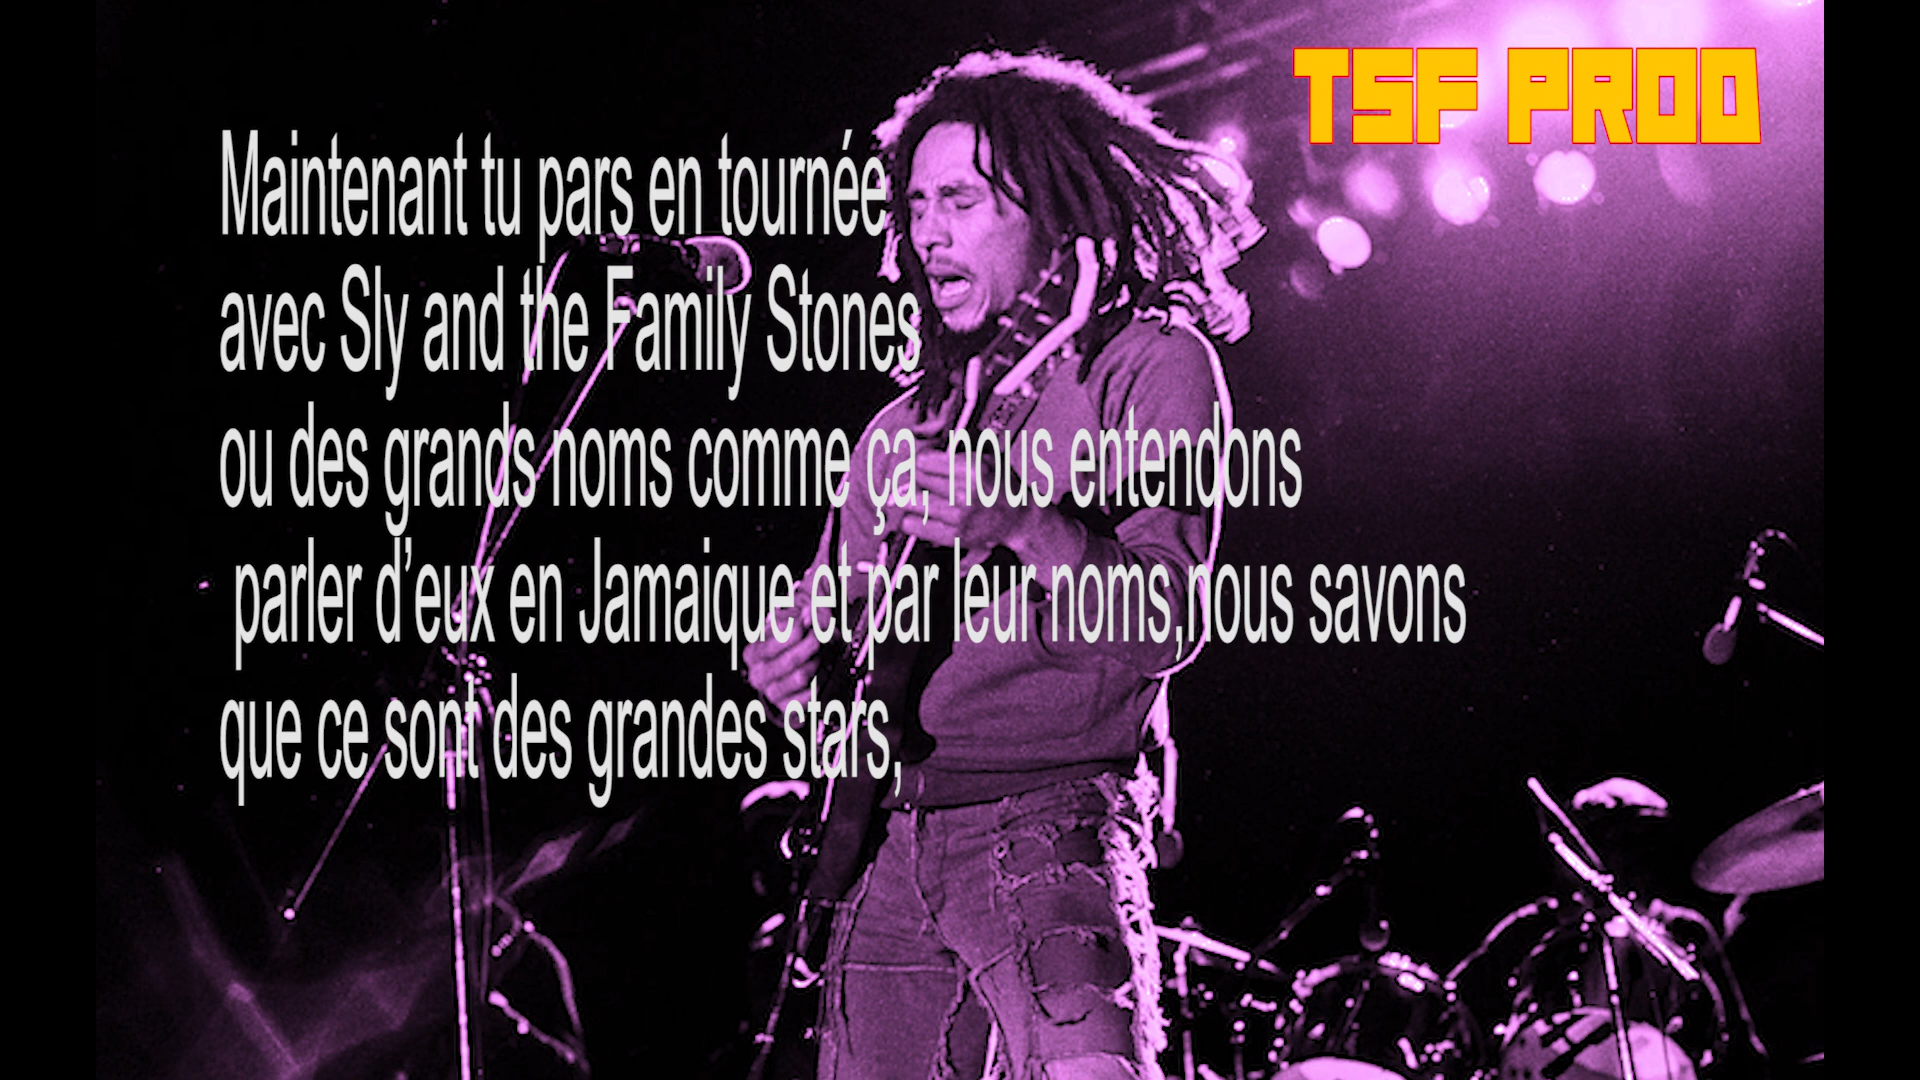 TSF PROD
Maintenant tu pars en tournée
avec Sly and the Family Stones
ou des grands noms comme ça, nous entendons
parler d’eux en Jamaique et par leur noms,nous savons
que ce sont des grandes stars,